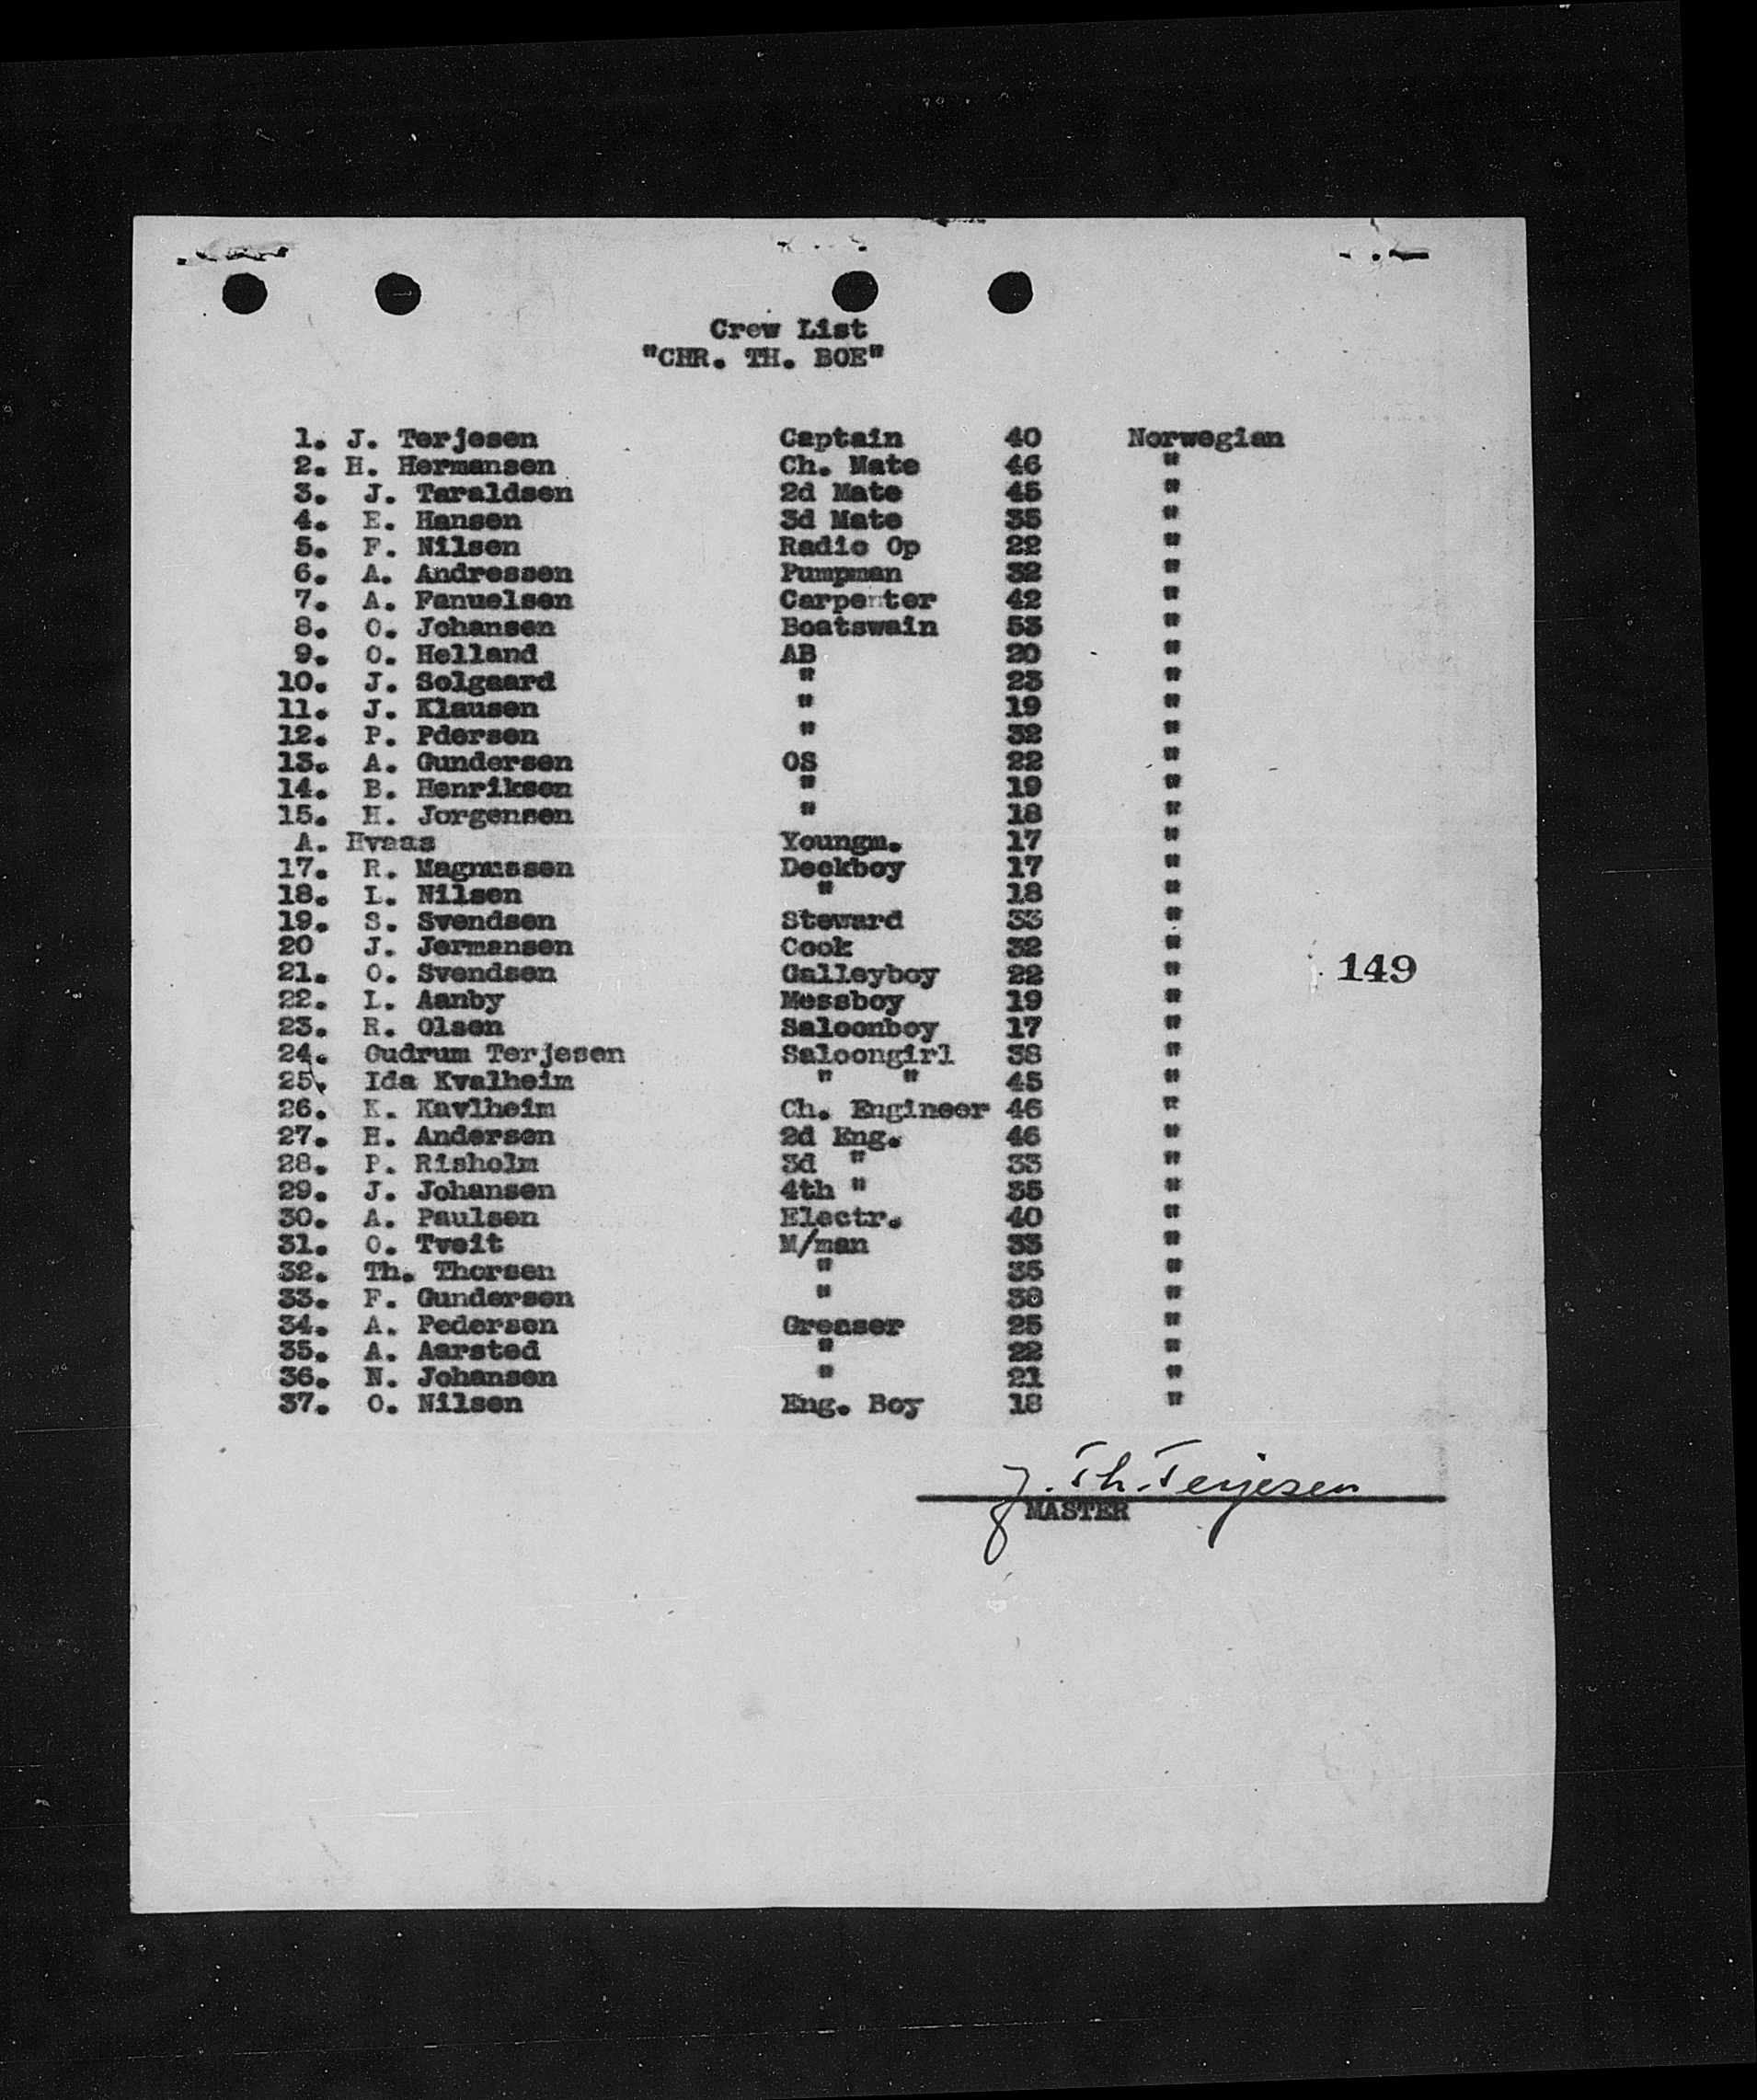 Crew List
"CHR. TH. BOE"
1. J. Terjesen Captain 40 Norwegian
2. H. Hermansen Ch. Mate 46 "
3. J. Taraldsen 2d Mate 45 "
4. E. Hansen 3d Mate 35 "
5. F. Nilsen Radio Op 22 "
6. A. Andressen Pumpman 32 "
7. A. Fanuelsen Carpenter 42 "
8. O. Johansen Boatswain 53 "
9. O. Helland AB 20 "
10. J. Solgaard " 23 "
11. J. Klausen " 19 "
12. P. Pdersen " 32 "
13. A. Gundersen OS 22 "
14. B. Henriksen " 19 "
15. H. Jorgensen " 18 "
A. Hvaas Youngm. 17 "
17. R. Magnussen Deckboy 17 "
18. L. Nilsen " 18 "
19. S. Svendsen Steward 33 "
20 J. Jermansen Cook 32 "
21. O. Svendsen Galleyboy 22 "
149
22. L. Aanby Messboy 19 "
23. R. Olsen Saloonboy 17 "
24. Gudrum Terjesen Saloongirl 38 "
25. Ida Kvalheim " " 45 "
26. K. Kavlheim Ch. Engineer 46 "
27. H. Andersen 2d Eng. 46 "
28. P. Risholm 3d " 33 "
29. J. Johansen 4th " 35 "
30. A. Paulsen Electr. 40 "
31. O. Tveit M/man 33 "
32. Th. Thorsen " 35 "
33. F. Gundersen " 38 "
34. A. Pedersen Greaser 25 "
35. A. Aarsted " 22 "
36. N. Johansen " 21 "
37. O. Nilsen Eng. Boy 18 "
J. Th. Terjesen
MASTER